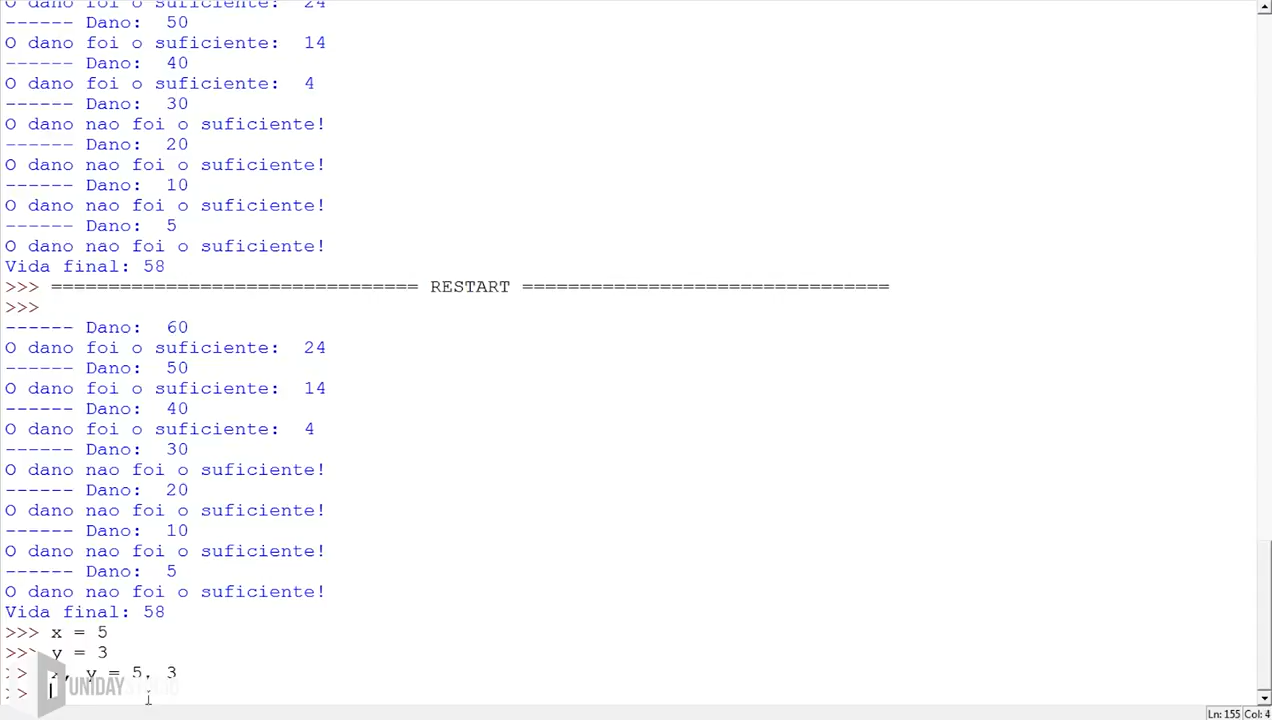 O dano foi o suficiente:  24
------ Dano:  50
O dano foi o suficiente:  14
------ Dano:  40
O dano foi o suficiente:  4
------ Dano:  30
O dano nao foi o suficiente!
------ Dano:  20
O dano nao foi o suficiente!
------ Dano:  10
O dano nao foi o suficiente!
------ Dano:  5
O dano nao foi o suficiente!
Vida final: 58
>>> ================================ RESTART ================================
>>>
------ Dano:  60
O dano foi o suficiente:  24
------ Dano:  50
O dano foi o suficiente:  14
------ Dano:  40
O dano foi o suficiente:  4
------ Dano:  30
O dano nao foi o suficiente!
------ Dano:  20
O dano nao foi o suficiente!
------ Dano:  10
O dano nao foi o suficiente!
------ Dano:  5
O dano nao foi o suficiente!
Vida final: 58
>>> x = 5
>>> y = 3
>>> x, y = 5, 3
>>>
UNIDAY
Ln: 155 Col: 4